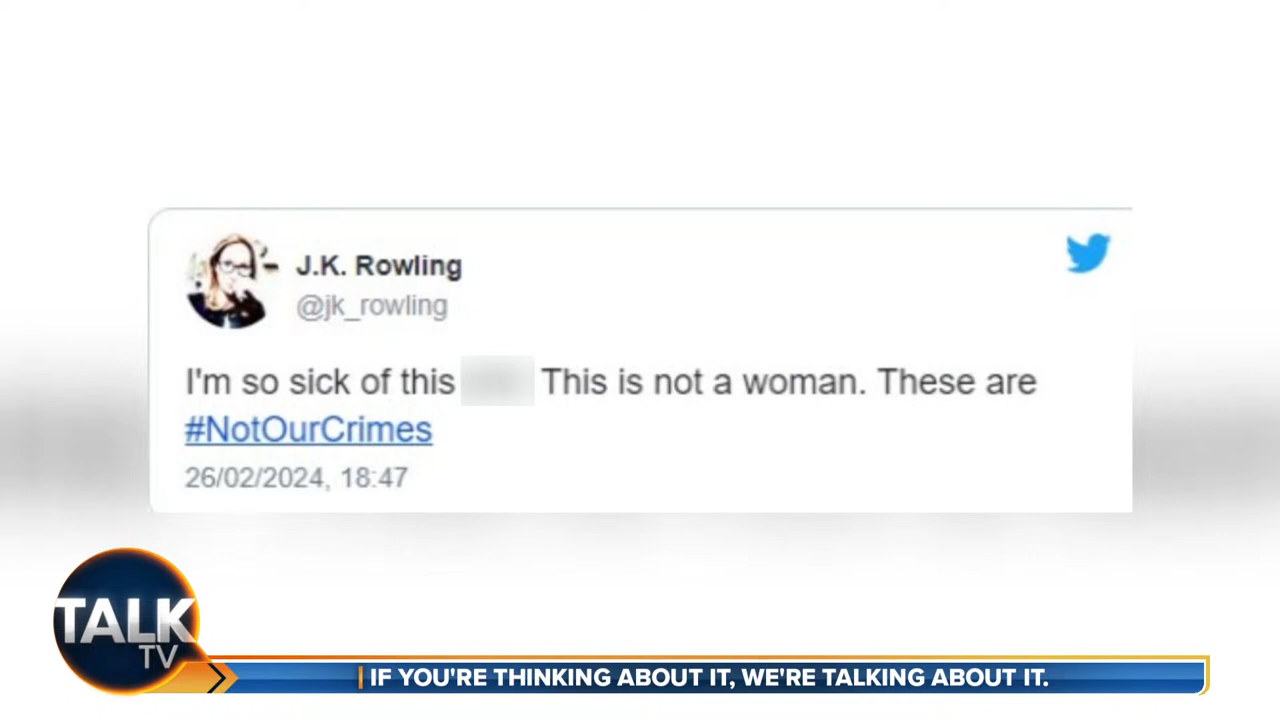 J.K. Rowling
@jk_rowling
I'm so sick of this This is not a woman. These are
#NotOurCrimes
26/02/2024, 18:47
TALK
TV
IF YOU'RE THINKING ABOUT IT, WE'RE TALKING ABOUT IT.